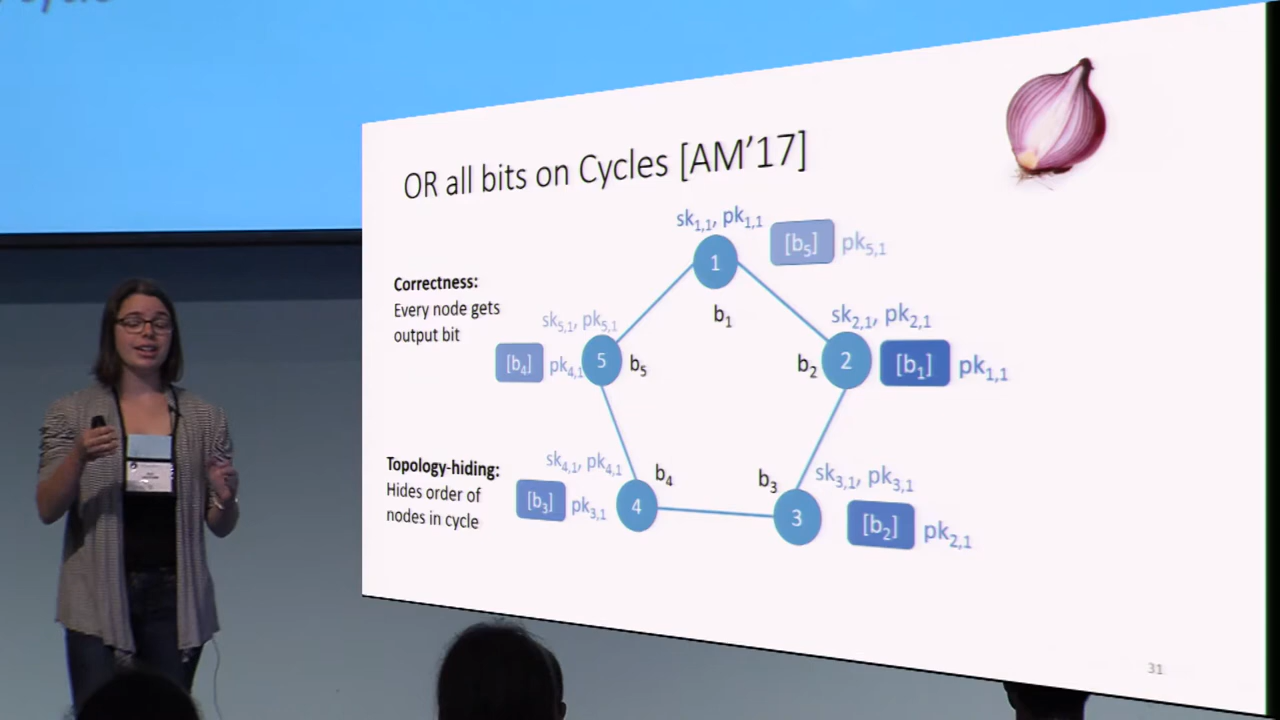 OR all bits on Cycles [AM'17]
sk1,1, pk1,1
[b5] pk5,1
1
b1
Correctness:
Every node gets
output bit
sk5,1, pk5,1
[b4] pk4,1
5
b5
sk2,1, pk2,1
b2
2
[b1] pk1,1
Topology-hiding:
Hides order of
nodes in cycle
sk4,1, pk4,1
b4
[b3] pk3,1
4
b3
sk3,1, pk3,1
3
[b2] pk2,1
31